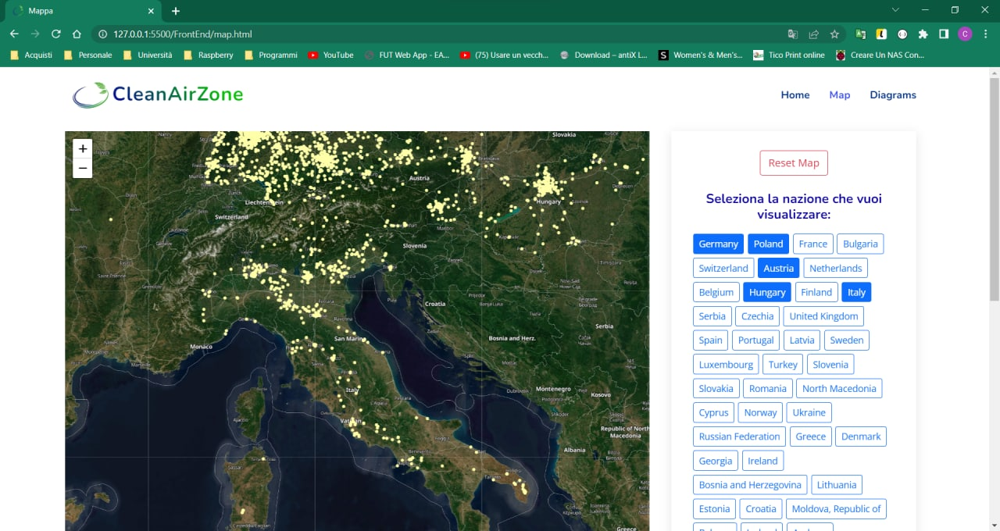 Mappa
127.0.0.1:5500/FrontEnd/map.html
Acquisti Personale Università Raspberry Programmi YouTube FUT Web App - EA... (75) Usare un vecch... Download – antiX L... Women's & Men's... Tico Print online Creare Un NAS Con...
CleanAirZone
Home Map Diagrams
+
−
Slovakia
Austria
Liechtenstein
Hungary
Switzerland
Slovenia
Croatia
Serbia
San Marino
Bosnia and Herz.
Monaco
Italy
Montenegro
Kosovo
Republic of North
Macedonia
Albania
Greece
Reset Map
Seleziona la nazione che vuoi
visualizzare:
Germany Poland France Bulgaria
Switzerland Austria Netherlands
Belgium Hungary Finland Italy
Serbia Czechia United Kingdom
Spain Portugal Latvia Sweden
Luxembourg Turkey Slovenia
Slovakia Romania North Macedonia
Cyprus Norway Ukraine
Russian Federation Greece Denmark
Georgia Ireland
Bosnia and Herzegovina Lithuania
Estonia Croatia Moldova, Republic of